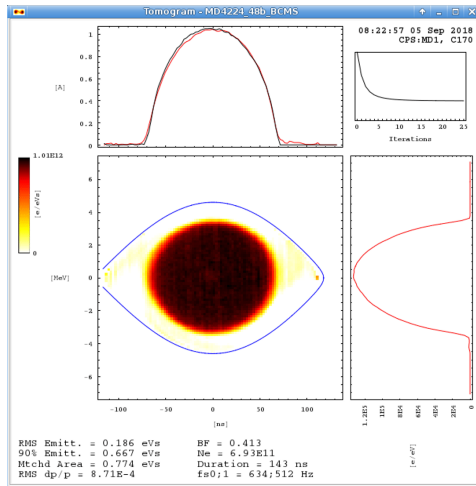 Tomogram - MD4224_48b_BCMS
08:22:57 05 Sep 2018
CPS:MD1, C170
1
0.8
0.6
[A]
0.4
0.2
0
0 5 10 15 20 25
Iterations
1.01E12
[e/eVs]
0
6
4
2
[MeV] 0
-2
-4
-6
-100 -50 0 50 100
[ns]
1.2E5 1E5 8E4 6E4 4E4 2E4 0
[e/eV]
RMS Emitt. = 0.186 eVs BF = 0.413
90% Emitt. = 0.667 eVs Ne = 6.93E11
Mtchd Area = 0.774 eVs Duration = 143 ns
RMS dp/p = 8.71E-4 fs0;1 = 634;512 Hz